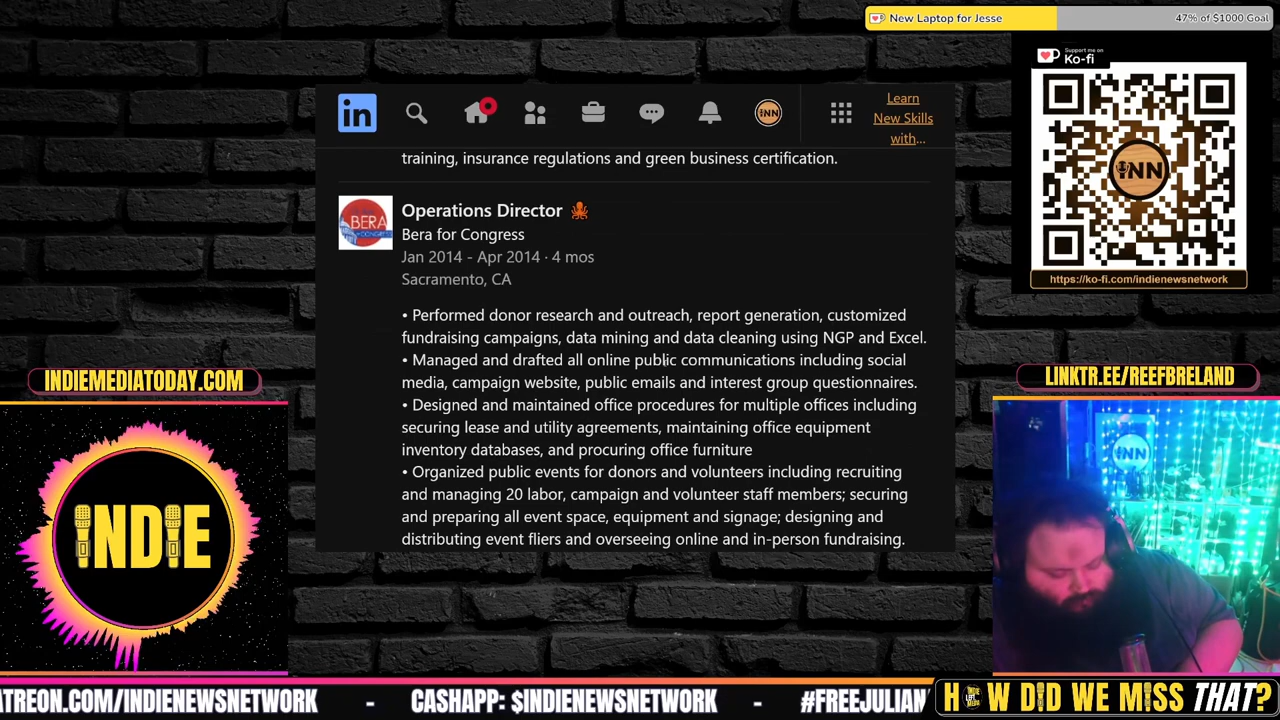 New Laptop for Jesse
47% of $1000 Goal
Support me on
Ko-fi
in
INN
Learn
New Skills
with...
training, insurance regulations and green business certification.
BERA
Operations Director
Bera for Congress
Jan 2014 - Apr 2014 · 4 mos
Sacramento, CA
• Performed donor research and outreach, report generation, customized
fundraising campaigns, data mining and data cleaning using NGP and Excel.
• Managed and drafted all online public communications including social
media, campaign website, public emails and interest group questionnaires.
• Designed and maintained office procedures for multiple offices including
securing lease and utility agreements, maintaining office equipment
inventory databases, and procuring office furniture
• Organized public events for donors and volunteers including recruiting
and managing 20 labor, campaign and volunteer staff members; securing
and preparing all event space, equipment and signage; designing and
distributing event fliers and overseeing online and in-person fundraising.
INN
https://ko-fi.com/indienewsnetwork
INDIEMEDIATODAY.COM
INDIE
LINKTR.EE/REEFBRELAND
INN
ATREON.COM/INDIENEWSNETWORK - CASHAPP: $INDIENEWSNETWORK - #FREEJULIAN
HOW DID WE MISS THAT?